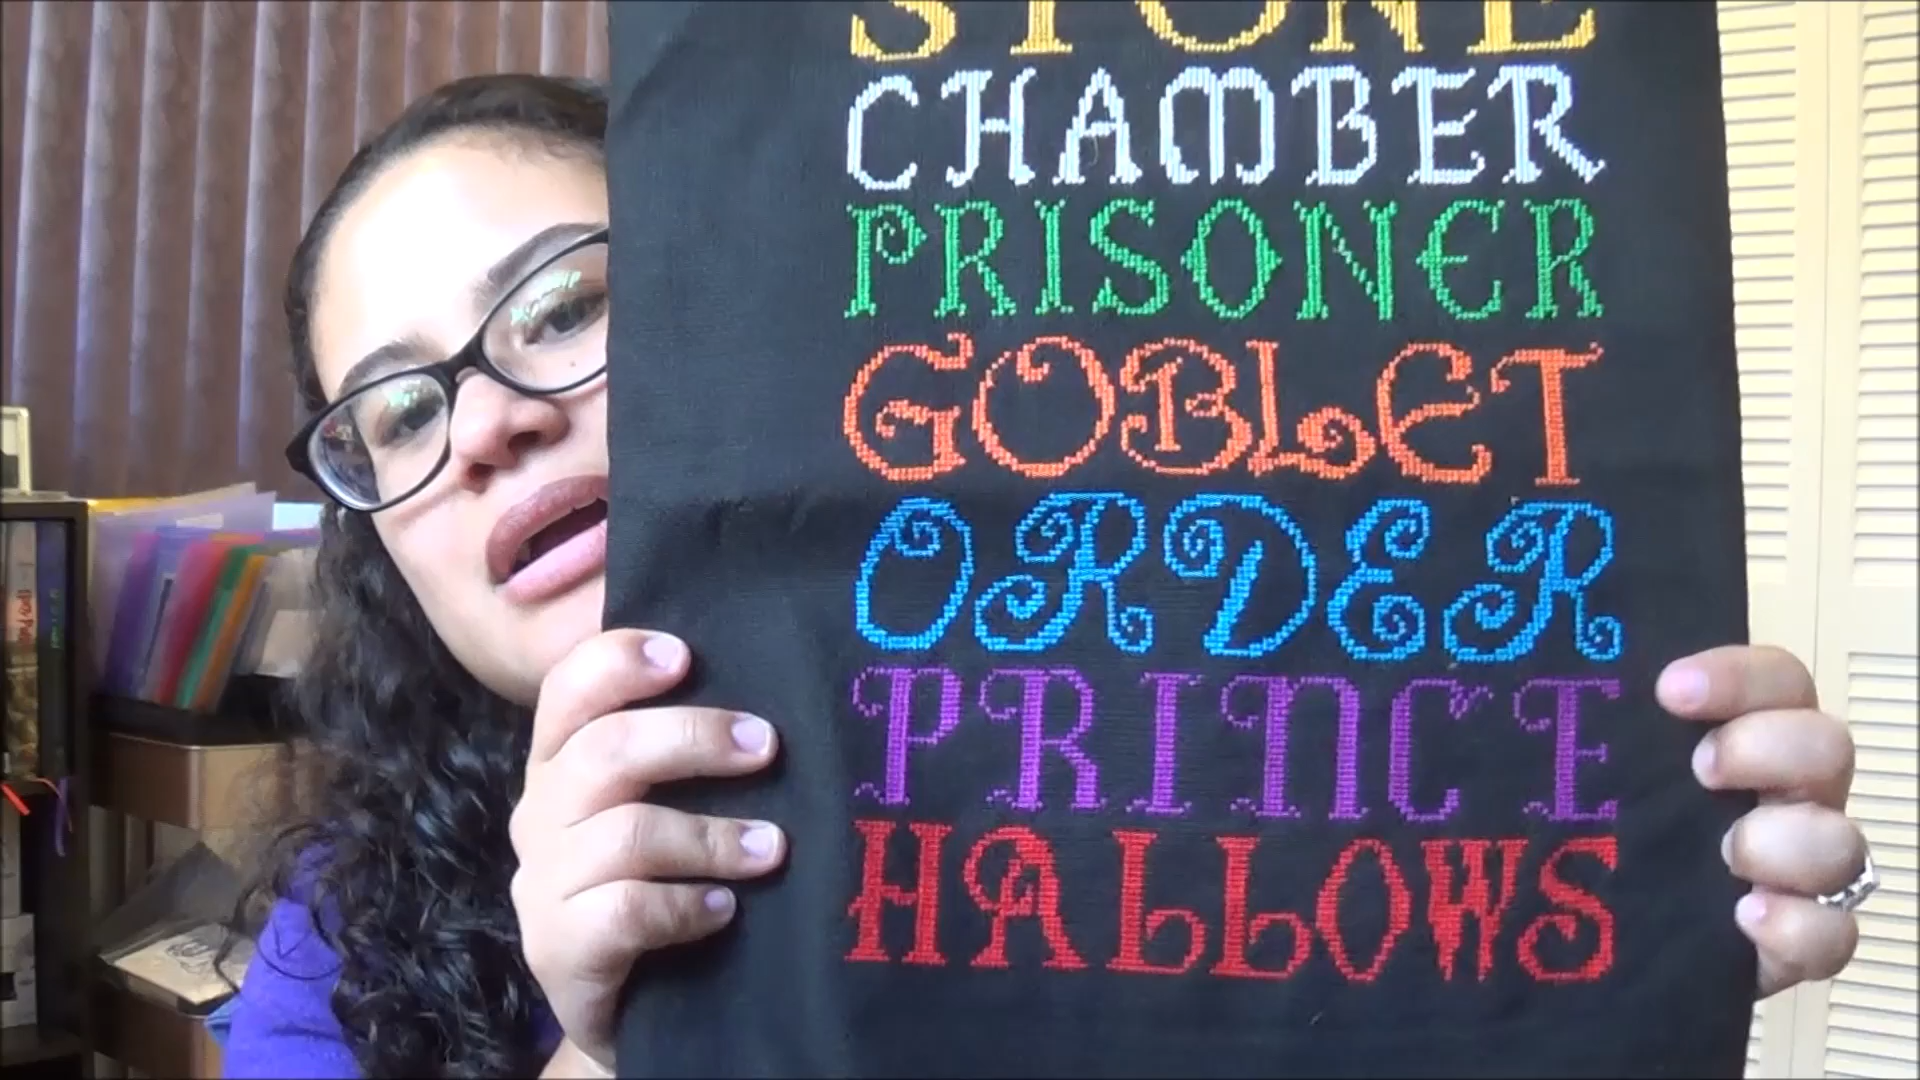 STONE
CHAMBER
PRISONER
GOBLET
ORDER
PRINCE
HALLOWS